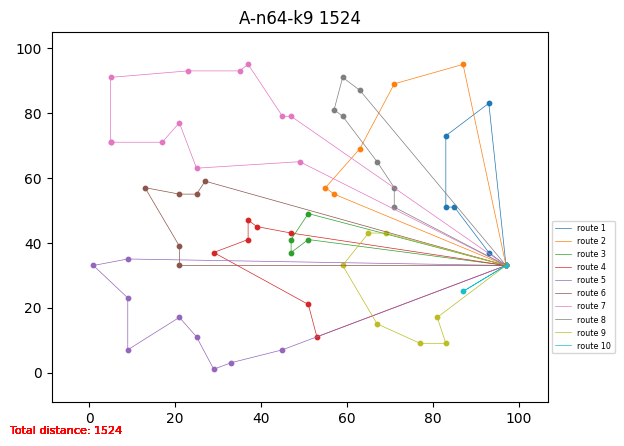 A-n64-k9 1524
100
80
60
40
20
0
0 20 40 60 80 100
route 1
route 2
route 3
route 4
route 5
route 6
route 7
route 8
route 9
route 10
Total distance: 1524